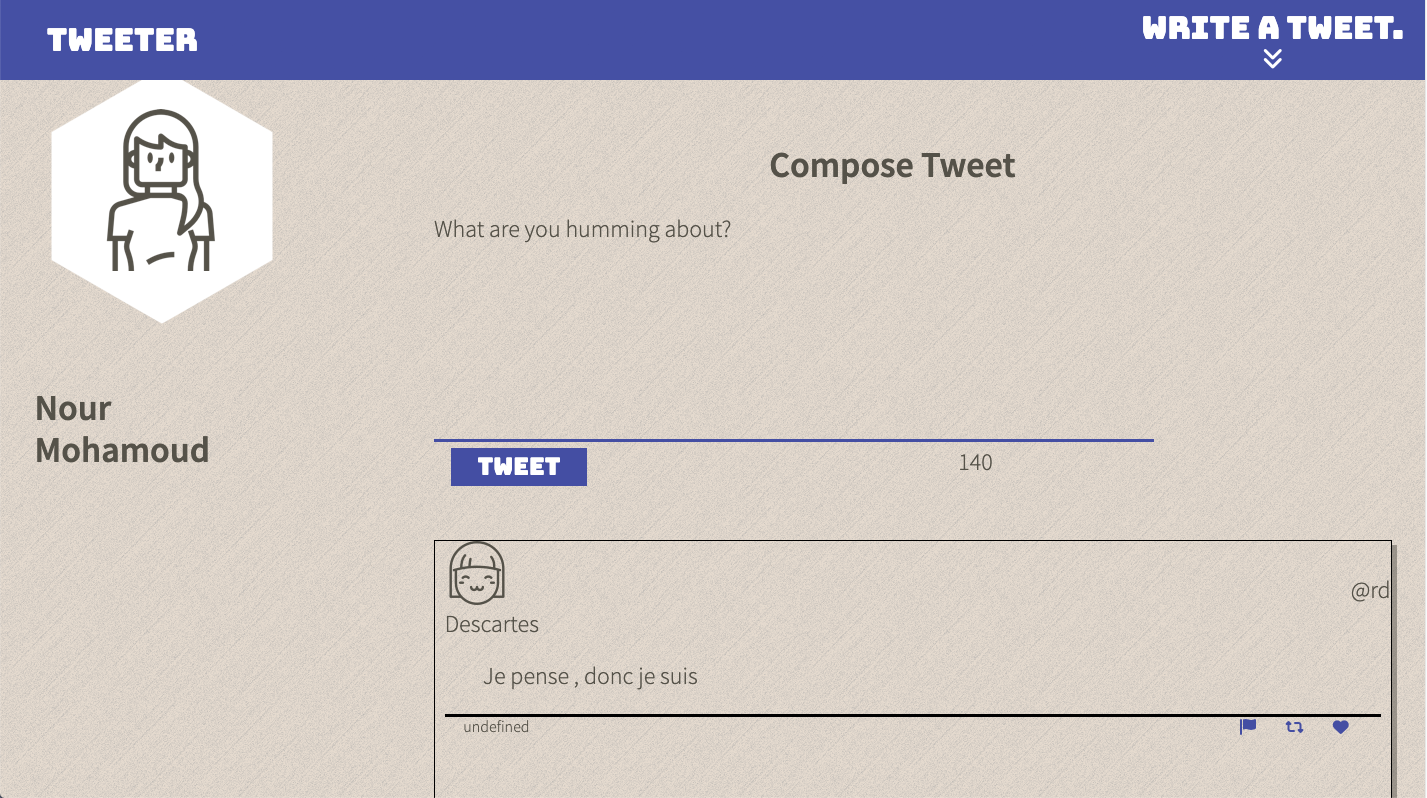 TWEETER
WRITE A TWEET.
Compose Tweet
What are you humming about?
Nour
Mohamoud
TWEET
140
@rd
Descartes
Je pense , donc je suis
undefined